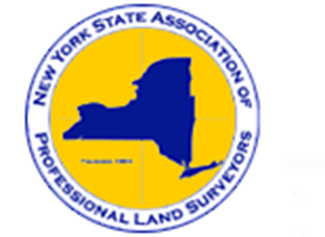 NEW YORK STATE ASSOCIATION OF
PROFESSIONAL LAND SURVEYORS